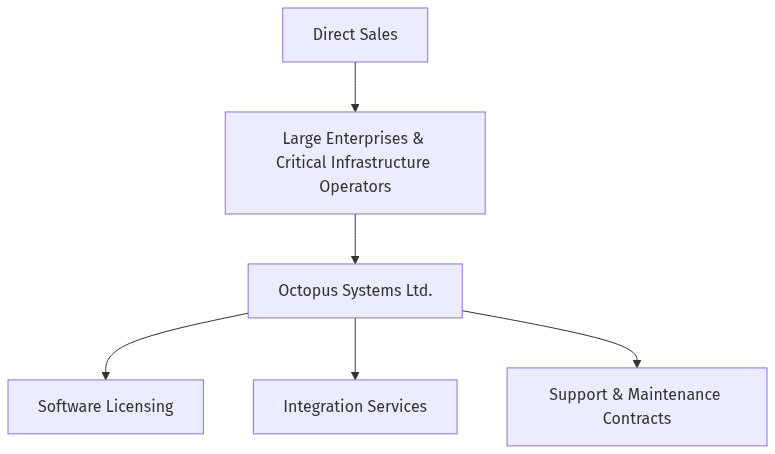 Direct Sales
Large Enterprises &
Critical Infrastructure
Operators
Octopus Systems Ltd.
Software Licensing
Integration Services
Support & Maintenance
Contracts